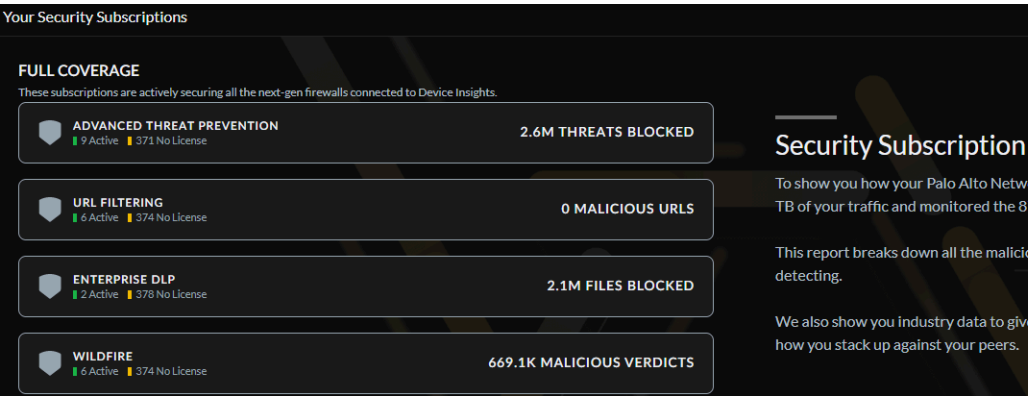 Your Security Subscriptions
FULL COVERAGE
These subscriptions are actively securing all the next-gen firewalls connected to Device Insights.
ADVANCED THREAT PREVENTION
9 Active 371 No License
2.6M THREATS BLOCKED
URL FILTERING
6 Active 374 No License
0 MALICIOUS URLS
ENTERPRISE DLP
2 Active 378 No License
2.1M FILES BLOCKED
WILDFIRE
6 Active 374 No License
669.1K MALICIOUS VERDICTS
Security Subscription
To show you how your Palo Alto Netw
TB of your traffic and monitored the 8
This report breaks down all the malicio
detecting.
We also show you industry data to give
how you stack up against your peers.